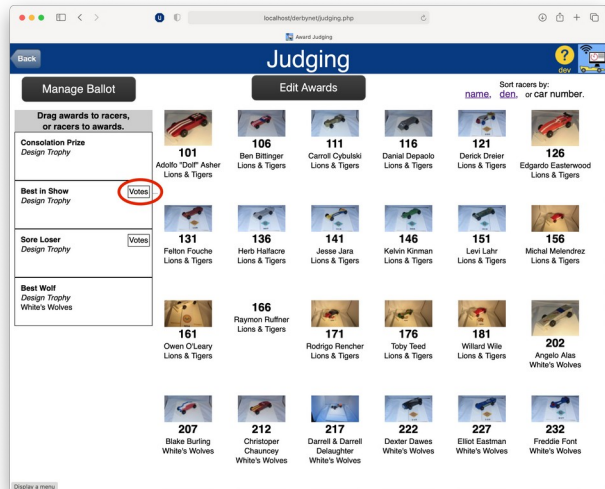 localhost/derbynet/judging.php
Award Judging
Back
Judging
?
dev
Manage Ballot
Edit Awards
Sort racers by:
name, den, or car number.
Drag awards to racers,
or racers to awards.
Consolation Prize
Design Trophy
Best in Show
Votes
Design Trophy
Sore Loser
Votes
Design Trophy
Best Wolf
Design Trophy
White's Wolves
101
Adolfo "Dolf" Asher
Lions & Tigers
106
Ben Bittinger
Lions & Tigers
111
Carroll Cybulski
Lions & Tigers
116
Danial Depaolo
Lions & Tigers
121
Derick Dreier
Lions & Tigers
126
Edgardo Easterwood
Lions & Tigers
131
Felton Fouche
Lions & Tigers
136
Herb Halfacre
Lions & Tigers
141
Jesse Jara
Lions & Tigers
146
Kelvin Kinman
Lions & Tigers
151
Levi Lahr
Lions & Tigers
156
Michal Melendrez
Lions & Tigers
161
Owen O'Leary
Lions & Tigers
166
Raymon Ruffner
Lions & Tigers
171
Rodrigo Rencher
Lions & Tigers
176
Toby Teed
Lions & Tigers
181
Willard Wile
Lions & Tigers
202
Angelo Alas
White's Wolves
207
Blake Burling
White's Wolves
212
Christoper
Chauncey
White's Wolves
217
Darrell & Darrell
Delaughter
White's Wolves
222
Dexter Dawes
White's Wolves
227
Elliot Eastman
White's Wolves
232
Freddie Font
White's Wolves
Display a menu